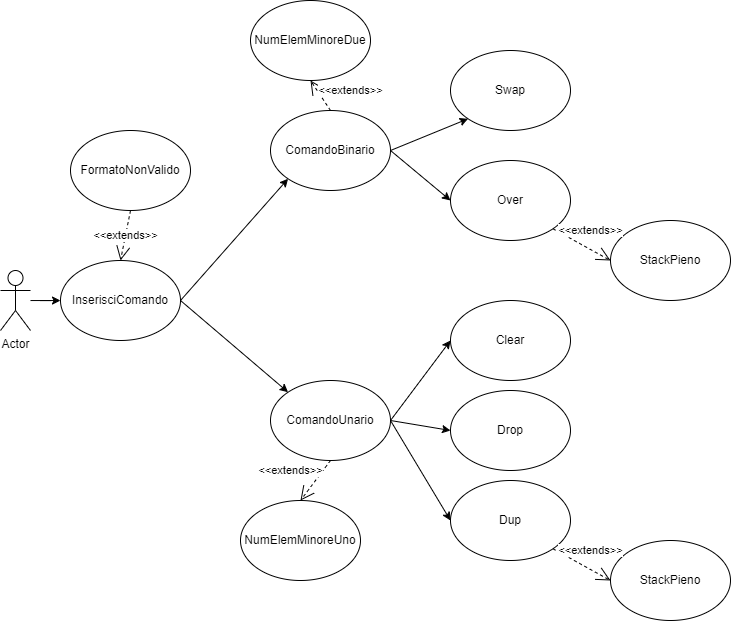 NumElemMinoreDue
<<extends>>
Swap
ComandoBinario
FormatoNonValido
Over
<<extends>>
<<extends>>
StackPieno
InserisciComando
Actor
Clear
ComandoUnario
Drop
<<extends>>
NumElemMinoreUno
Dup
<<extends>>
StackPieno